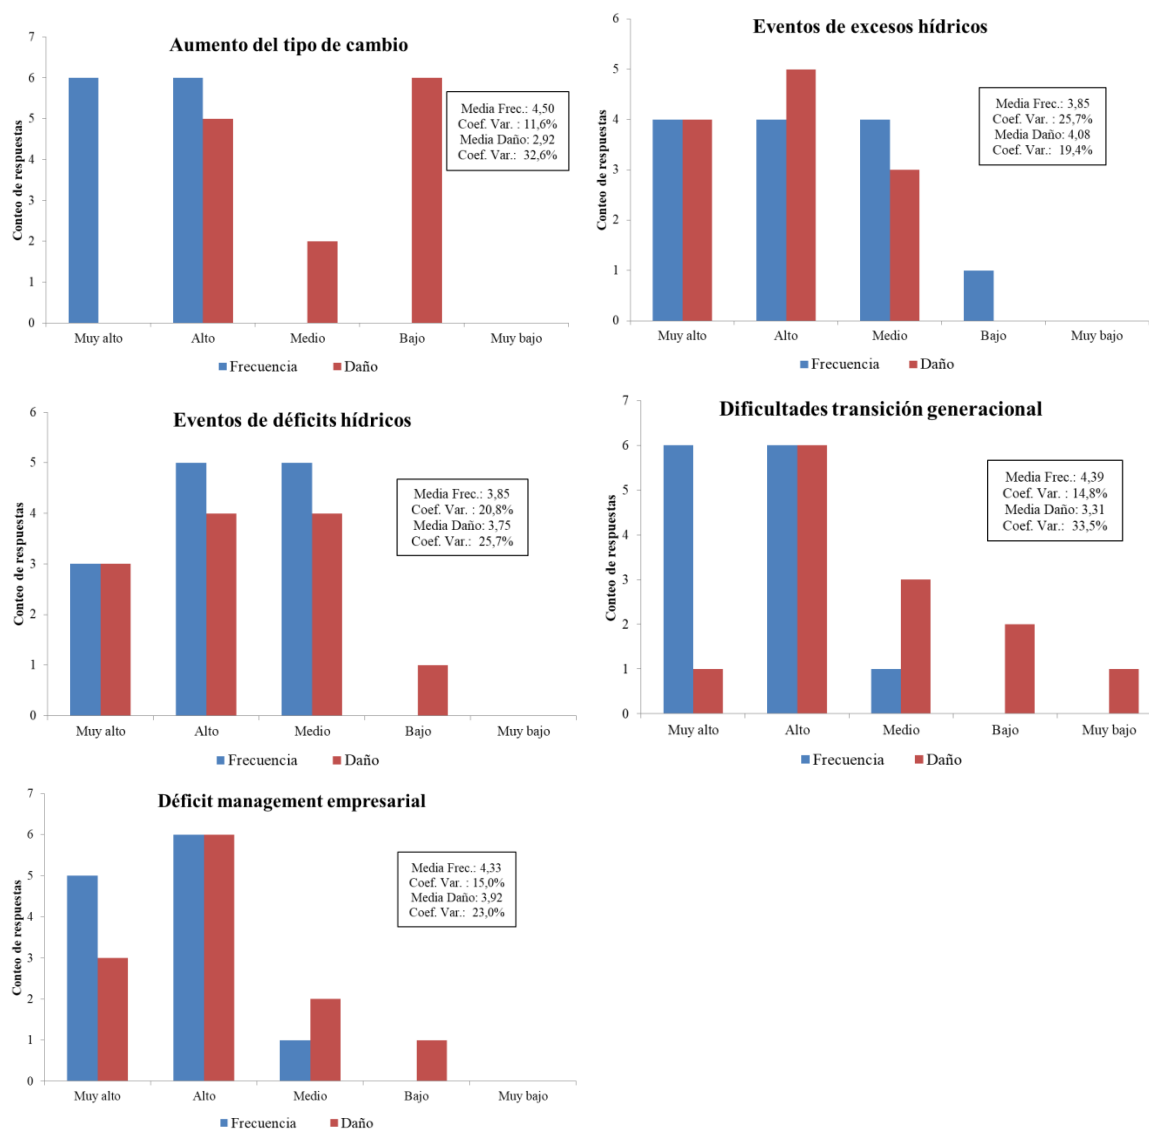 Aumento del tipo de cambio
Conteo de respuestas
7
6
5
4
3
2
1
0
Media Frec.: 4,50
Coef. Var. : 11,6%
Media Daño: 2,92
Coef. Var.: 32,6%
Muy alto Alto Medio Bajo Muy bajo
Frecuencia Daño
Eventos de excesos hídricos
Conteo de respuestas
6
5
4
3
2
1
0
Media Frec.: 3,85
Coef. Var. : 25,7%
Media Daño: 4,08
Coef. Var.: 19,4%
Muy alto Alto Medio Bajo Muy bajo
Frecuencia Daño
Eventos de déficits hídricos
Conteo de respuestas
6
5
4
3
2
1
0
Media Frec.: 3,85
Coef. Var. : 20,8%
Media Daño: 3,75
Coef. Var.: 25,7%
Muy alto Alto Medio Bajo Muy bajo
Frecuencia Daño
Dificultades transición generacional
Conteo de respuestas
7
6
5
4
3
2
1
0
Media Frec.: 4,39
Coef. Var. : 14,8%
Media Daño: 3,31
Coef. Var.: 33,5%
Muy alto Alto Medio Bajo Muy bajo
Frecuencia Daño
Déficit management empresarial
Conteo de respuestas
7
6
5
4
3
2
1
0
Media Frec.: 4,33
Coef. Var. : 15,0%
Media Daño: 3,92
Coef. Var.: 23,0%
Muy alto Alto Medio Bajo Muy bajo
Frecuencia Daño